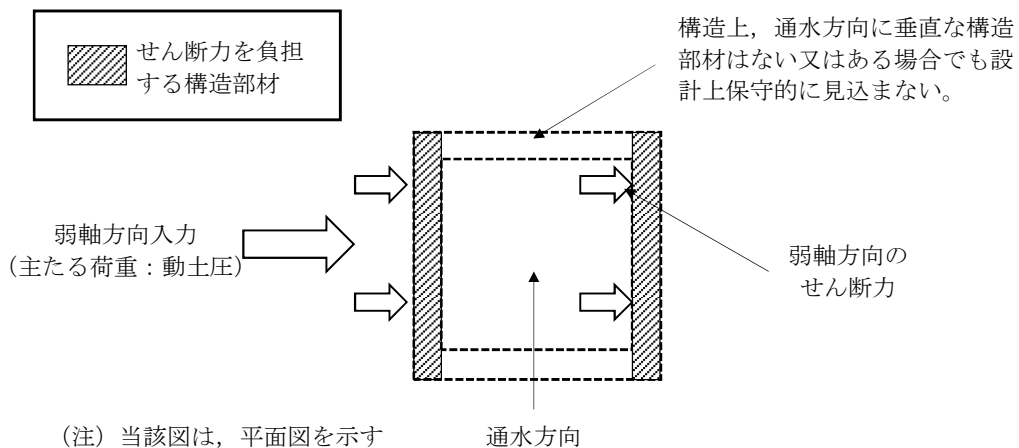 せん断力を負担
する構造部材
構造上，通水方向に垂直な構造
部材はない又はある場合でも設
計上保守的に見込まない。
弱軸方向入力
（主たる荷重：動土圧）
弱軸方向の
せん断力
（注）当該図は，平面図を示す
通水方向